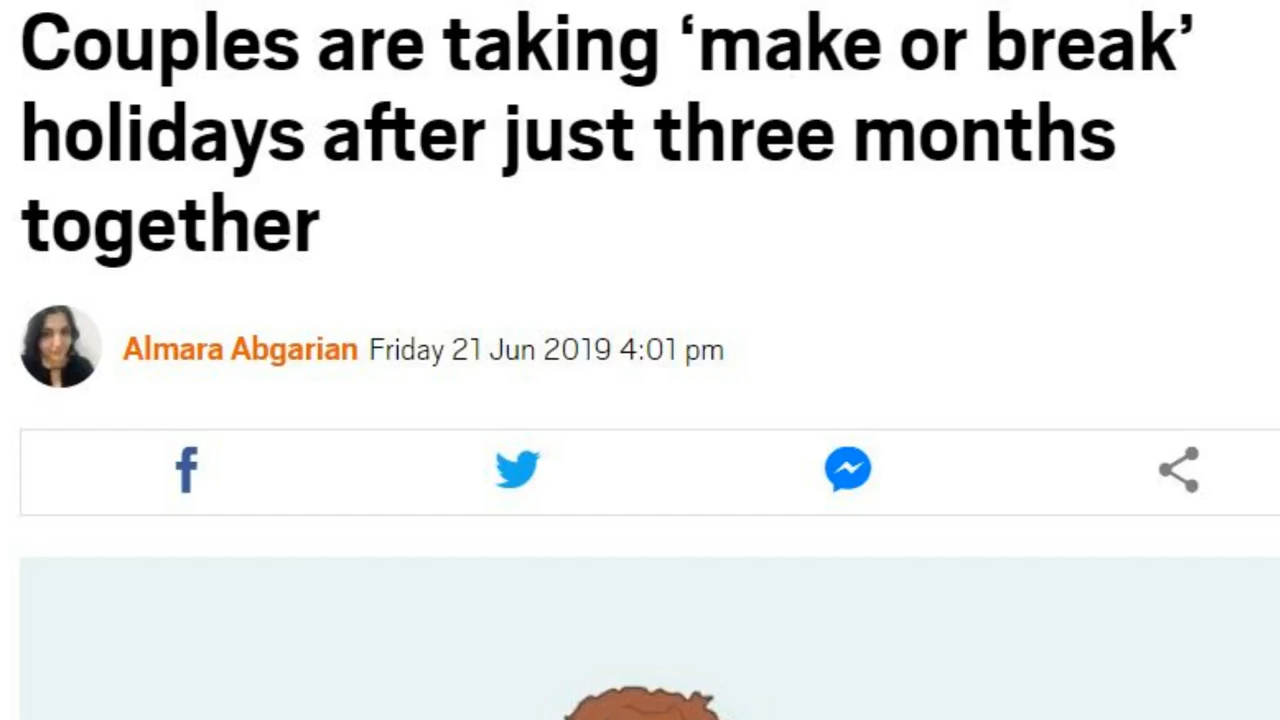 Couples are taking ‘make or break’
holidays after just three months
together
Almara Abgarian Friday 21 Jun 2019 4:01 pm